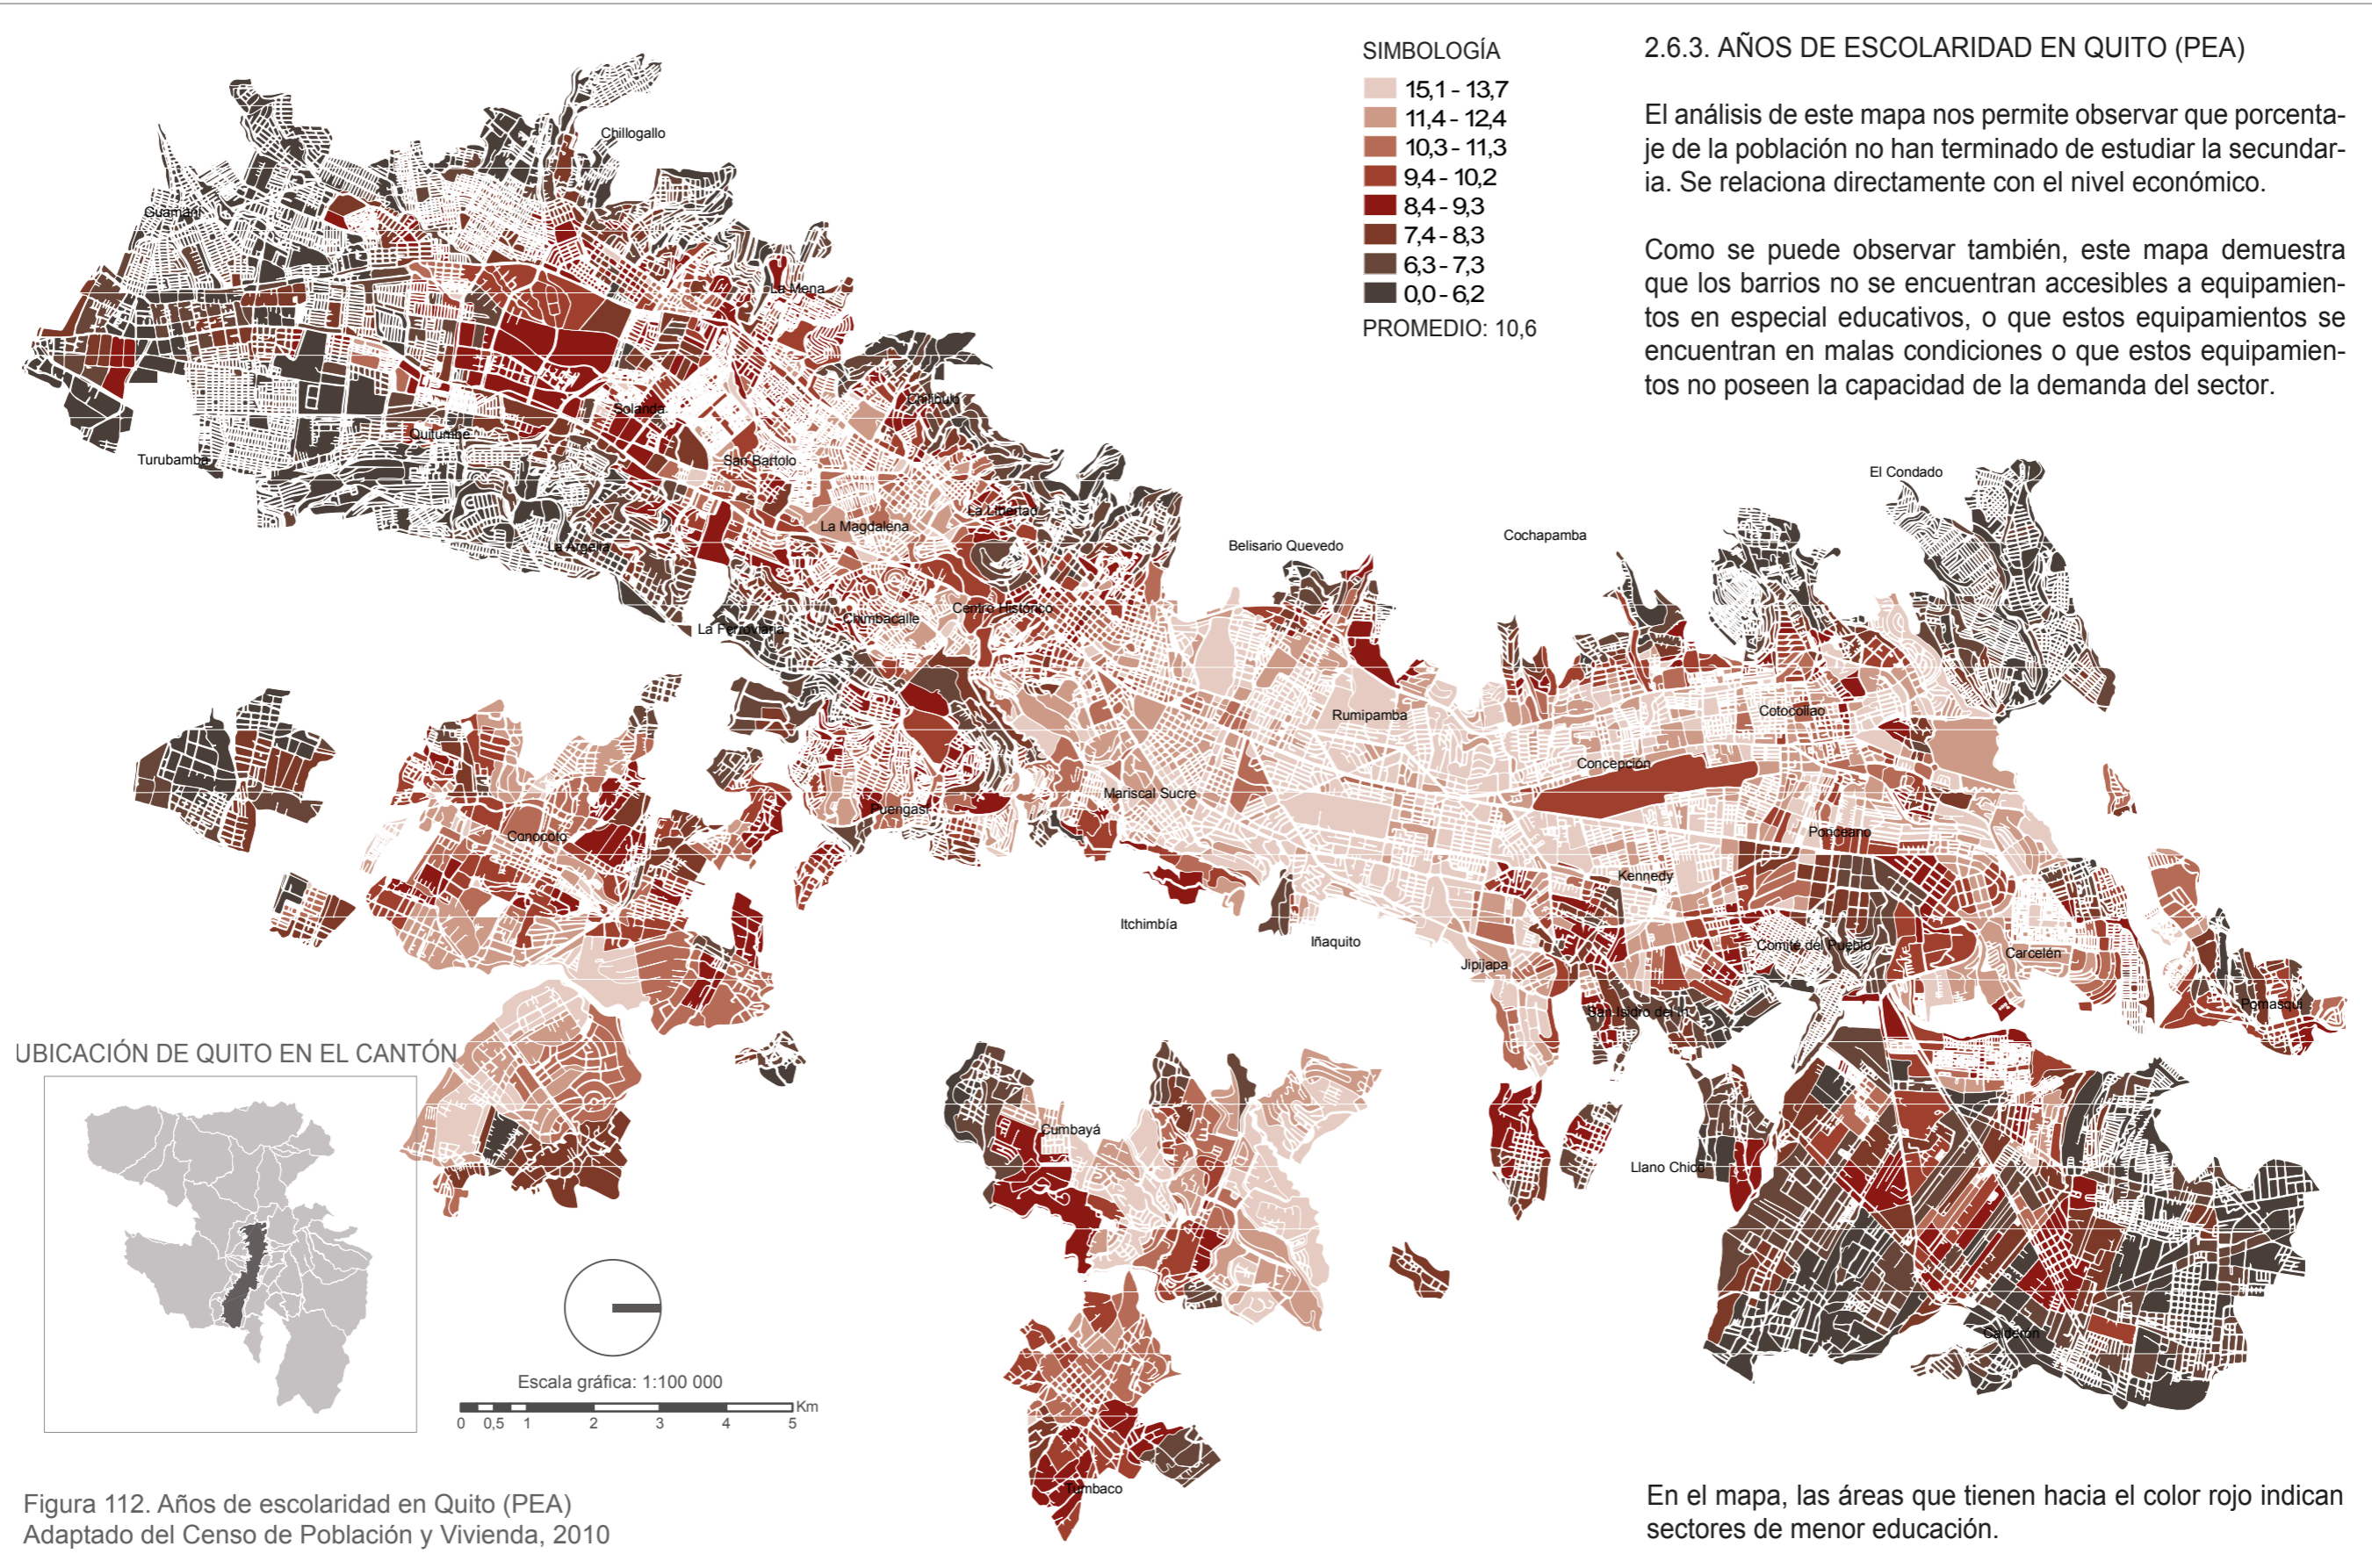 SIMBOLOGÍA
15,1 - 13,7
11,4 - 12,4
10,3 - 11,3
9,4 - 10,2
8,4 - 9,3
7,4 - 8,3
6,3 - 7,3
0,0 - 6,2
PROMEDIO: 10,6
2.6.3. AÑOS DE ESCOLARIDAD EN QUITO (PEA)
El análisis de este mapa nos permite observar que porcenta-
je de la población no han terminado de estudiar la secundar-
ia. Se relaciona directamente con el nivel económico.
Como se puede observar también, este mapa demuestra
que los barrios no se encuentran accesibles a equipamien-
tos en especial educativos, o que estos equipamientos se
encuentran en malas condiciones o que estos equipamien-
tos no poseen la capacidad de la demanda del sector.
Chillogallo
Guamaní
La Mena
Chilibulo
Solanda
Quitumbe
Turubamba
San Bartolo
El Condado
La Libertad
La Magdalena
Cochapamba
Belisario Quevedo
La Argelia
Centro Histórico
Chimbacalle
La Ferroviaria
Cotocollao
Rumipamba
Concepción
Mariscal Sucre
Puengasí
Ponceano
Conocoto
Kennedy
Itchimbía
Iñaquito
Comité del Pueblo
Carcelén
Jipijapa
Pomasqui
San Isidro del In
Cumbayá
Llano Chico
Calderón
Tumbaco
UBICACIÓN DE QUITO EN EL CANTÓN
Escala gráfica: 1:100 000
Km
0 0,5 1 2 3 4 5
Figura 112. Años de escolaridad en Quito (PEA)
Adaptado del Censo de Población y Vivienda, 2010
En el mapa, las áreas que tienen hacia el color rojo indican
sectores de menor educación.